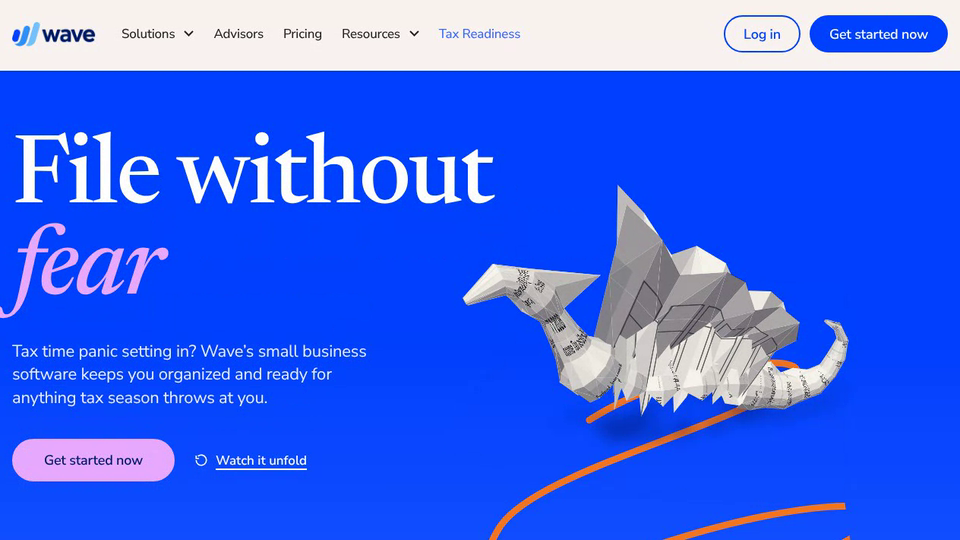 wave
Solutions
Advisors
Pricing
Resources
Tax Readiness
Log in
Get started now
File without
fear
Tax time panic setting in? Wave’s small business
software keeps you organized and ready for
anything tax season throws at you.
Get started now
Watch it unfold